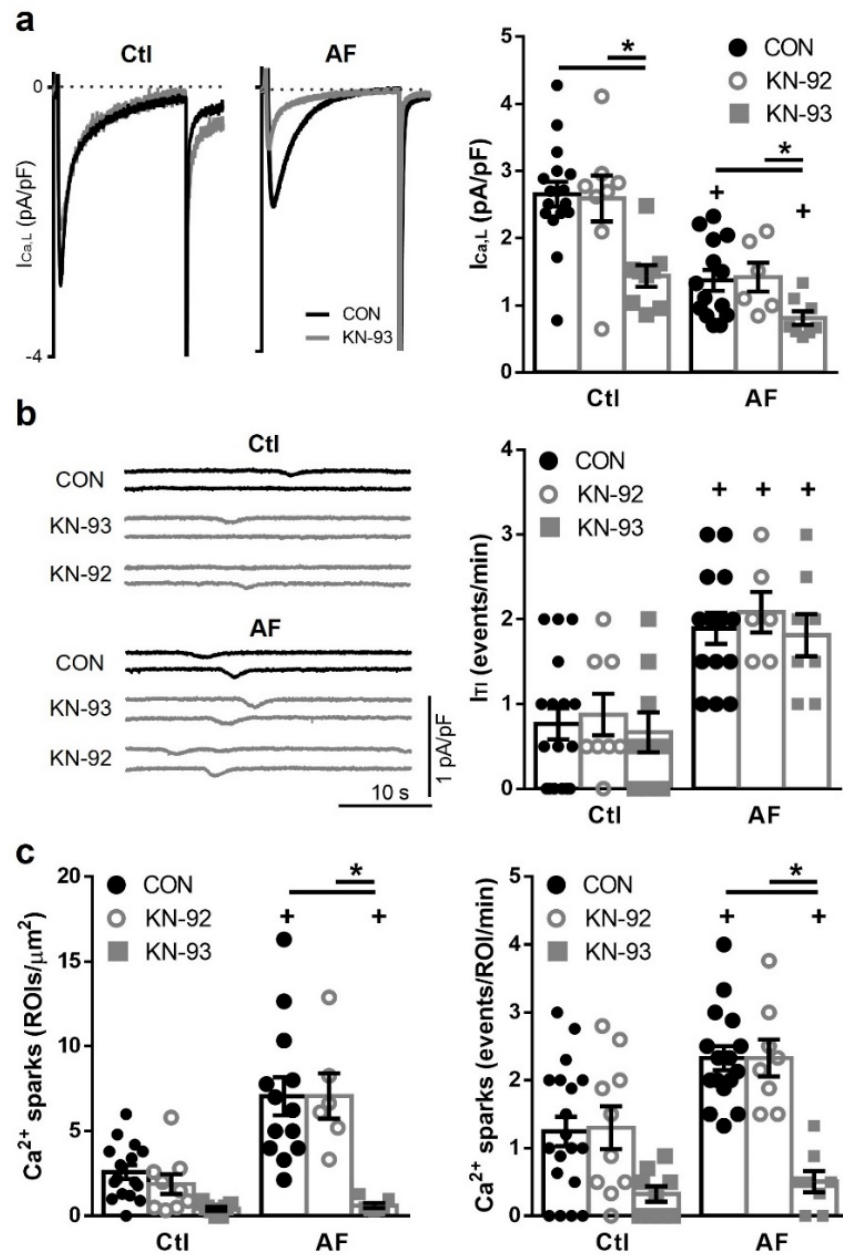 a
Ctl
AF
0
I_Ca,L (pA/pF)
-4
CON
KN-93
I_Ca,L (pA/pF)
5
4
3
2
1
0
CON
KN-92
KN-93
*
*
+
+
Ctl
AF
b
Ctl
CON
KN-93
KN-92
AF
CON
KN-93
KN-92
1 pA/pF
10 s
I_TI (events/min)
4
3
2
1
0
CON
KN-92
KN-93
+ + +
Ctl
AF
c
Ca²⁺ sparks (ROIs/μm²)
20
15
10
5
0
CON
KN-92
KN-93
*
+ +
Ctl
AF
Ca²⁺ sparks (events/ROI/min)
5
4
3
2
1
0
CON
KN-92
KN-93
*
+ +
Ctl
AF